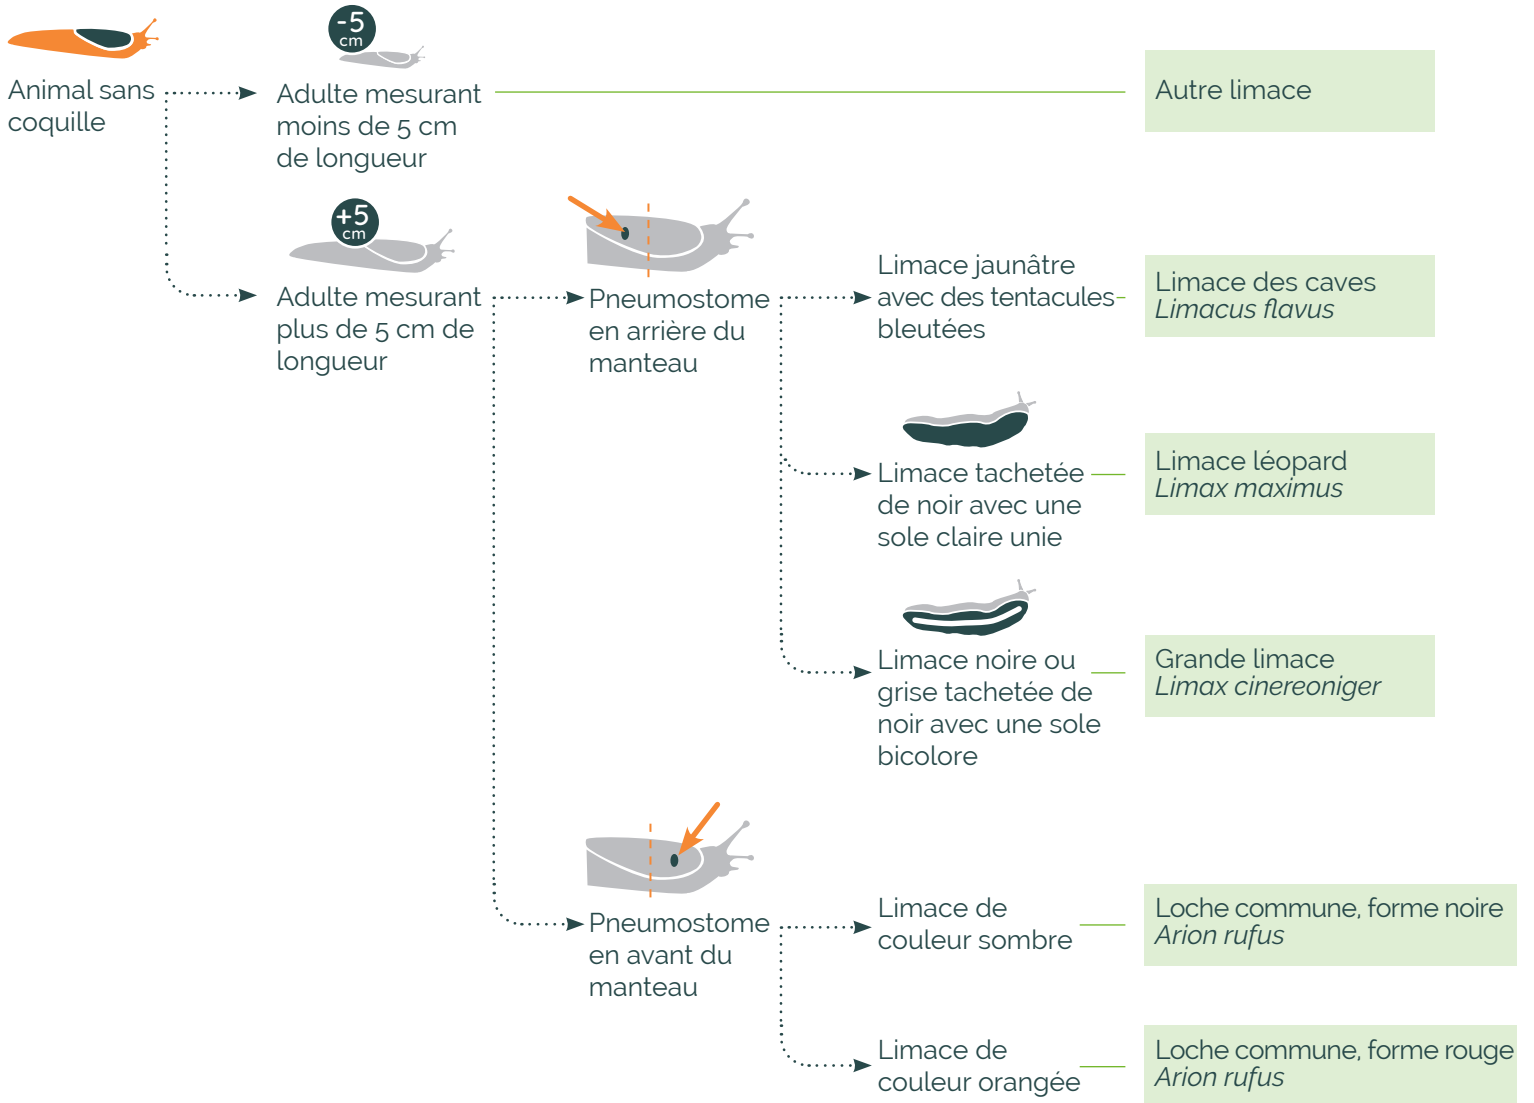 -5
cm
Animal sans
coquille
Adulte mesurant
moins de 5 cm
de longueur
Autre limace
+5
cm
Adulte mesurant
plus de 5 cm de
longueur
Pneumostome
en arrière du
manteau
Limace jaunâtre
avec des tentacules
bleutées
Limace des caves
Limacus flavus
Limace tachetée
de noir avec une
sole claire unie
Limace léopard
Limax maximus
Limace noire ou
grise tachetée de
noir avec une sole
bicolore
Grande limace
Limax cinereoniger
Pneumostome
en avant du
manteau
Limace de
couleur sombre
Loche commune, forme noire
Arion rufus
Limace de
couleur orangée
Loche commune, forme rouge
Arion rufus